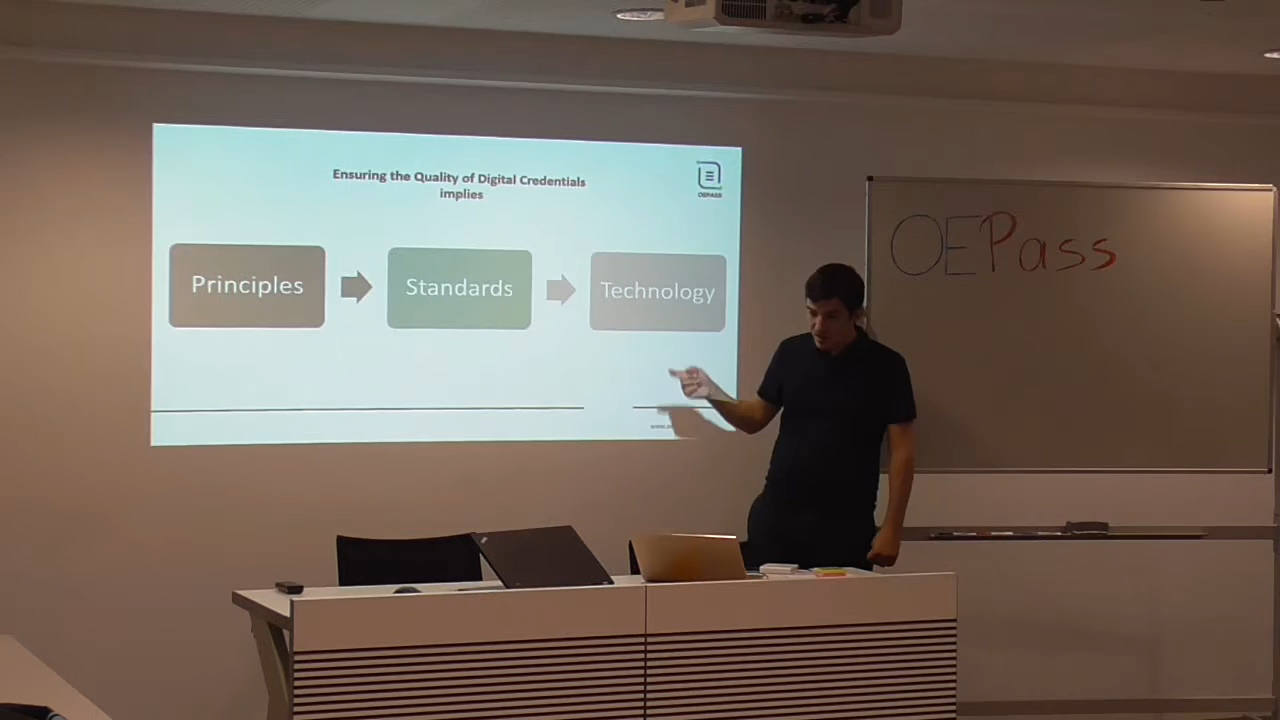 Ensuring the Quality of Digital Credentials
implies
OEPASS
Principles
Standards
Technology
OEPass